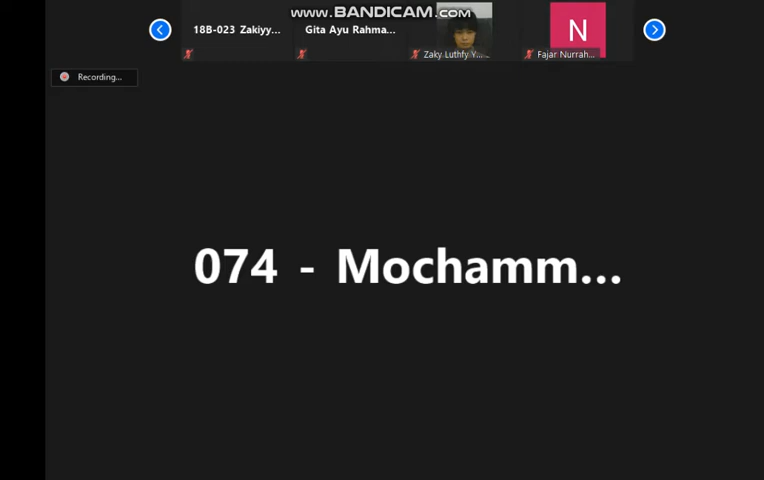 www.BANDICAM.com
18B-023 Zakiyy...
Gita Ayu Rahma...
Zaky Luthfy Y...
N
Fajar Nurrah...
Recording...
074 - Mochamm...